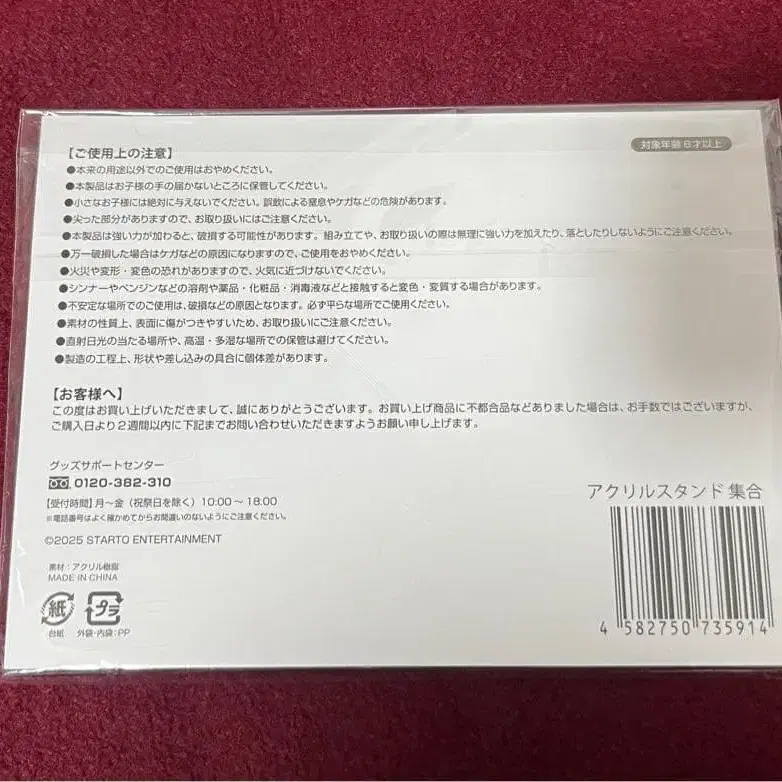 【ご使用上の注意】
対象年齢 6才以上
●本来の用途以外でのご使用はおやめください。
●本製品はお子様の手の届かないところに保管してください。
●小さなお子様には絶対に与えないでください。誤飲による窒息やケガなどの危険があります。
●尖った部分がありますので、お取り扱いにはご注意ください。
●本製品は強い力が加わると、破損する可能性があります。組み立てや、お取り扱いの際は無理に強い力を加えたり、落としたりしないようにご注意ください。
●万一破損した場合はケガなどの原因になりますので、ご使用をおやめください。
●火災や変形・変色の恐れがありますので、火気に近づけないでください。
●シンナーやベンジンなどの溶剤や薬品・化粧品・消毒液などと接触すると変色・変質する場合があります。
●不安定な場所でのご使用は、破損などの原因となります。必ず平らな場所でご使用ください。
●素材の性質上、表面に傷がつきやすいため、お取り扱いにご注意ください。
●直射日光の当たる場所や、高温・多湿な場所での保管は避けてください。
●製造の工程上、形状や差し込みの具合に個体差があります。
【お客様へ】
この度はお買い上げいただきまして、誠にありがとうございます。お買い上げ商品に不都合品などありました場合は、お手数ではございますが、
ご購入日より2週間以内に下記までお問い合わせいただきますようお願い申し上げます。
グッズサポートセンター
0120-382-310
【受付時間】月～金（祝祭日を除く）10:00～18:00
※電話番号はよく確かめてからお間違いのないようにご注意ください。
©2025 STARTO ENTERTAINMENT
アクリルスタンド 集合
素材：アクリル樹脂
MADE IN CHINA
紙 プラ
台紙 外袋・内袋：PP
4 582750 735914